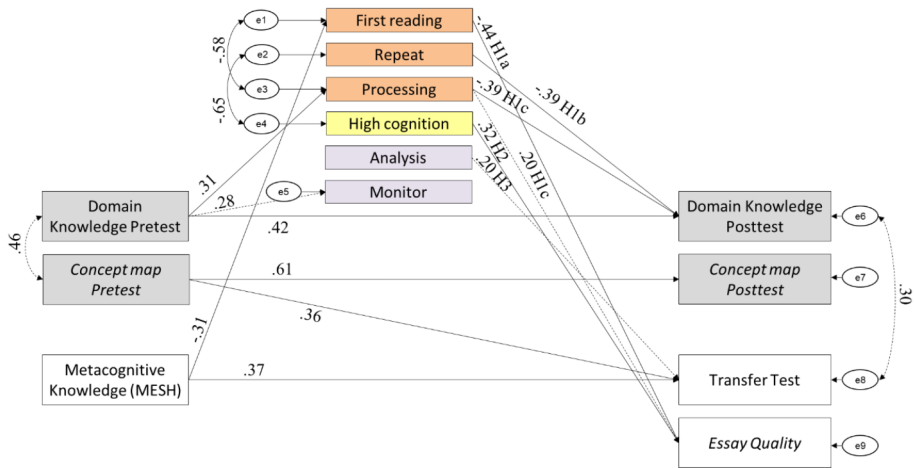 e1
First reading
-.44 H1a
-.58
e2
Repeat
e3
Processing
-.39 H1c
-.39 H1b
-.65
e4
High cognition
.32 H2
.20 H1c
Analysis
.20 H3
.31
e5
Monitor
.28
Domain
Knowledge Pretest
.42
Domain Knowledge
Posttest
e6
.46
Concept map
Pretest
.61
Concept map
Posttest
e7
.30
-.31
.36
Metacognitive
Knowledge (MESH)
.37
Transfer Test
e8
Essay Quality
e9